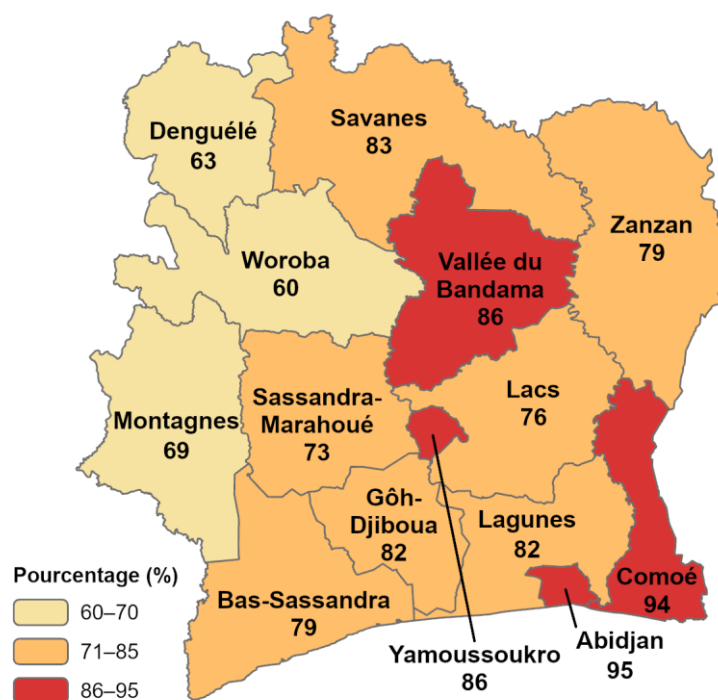 Denguélé
63
Savanes
83
Zanzan
79
Woroba
60
Vallée du
Bandama
86
Montagnes
69
Sassandra-
Marahoué
73
Lacs
76
Gôh-
Djiboua
82
Lagunes
82
Comoé
94
Bas-Sassandra
79
Yamoussoukro
86
Abidjan
95
Pourcentage (%)
60–70
71–85
86–95